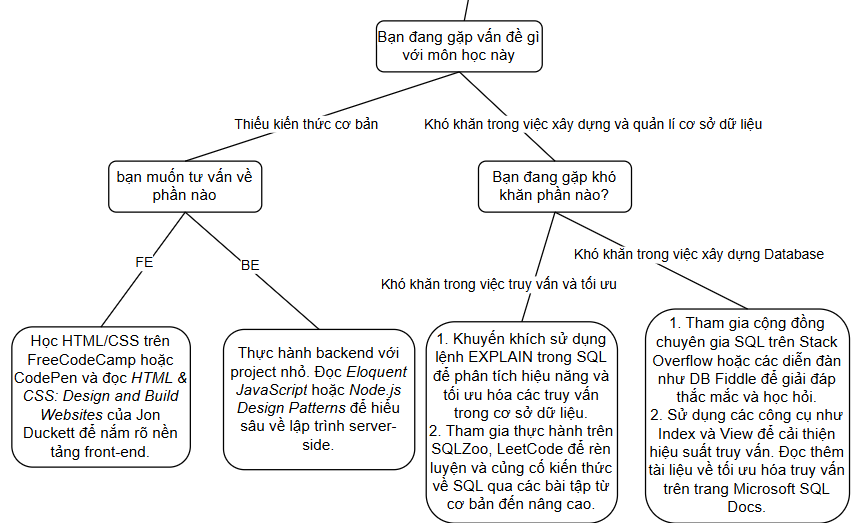 Bạn đang gặp vấn đề gì
với môn học này
Thiếu kiến thức cơ bản
Khó khăn trong việc xây dựng và quản lí cơ sở dữ liệu
bạn muốn tư vấn về
phần nào
Bạn đang gặp khó
khăn phần nào?
FE
BE
Khó khăn trong việc truy vấn và tối ưu
Khó khăn trong việc xây dựng Database
Học HTML/CSS trên
FreeCodeCamp hoặc
CodePen và đọc HTML &
CSS: Design and Build
Websites của Jon
Duckett để nắm rõ nền
tảng front-end.
Thực hành backend với
project nhỏ. Đọc Eloquent
JavaScript hoặc Node.js
Design Patterns để hiểu
sâu về lập trình server-
side.
1. Khuyến khích sử dụng
lệnh EXPLAIN trong SQL
để phân tích hiệu năng và
tối ưu hóa các truy vấn
trong cơ sở dữ liệu.
2. Tham gia thực hành trên
SQLZoo, LeetCode để rèn
luyện và củng cố kiến thức
về SQL qua các bài tập từ
cơ bản đến nâng cao.
1. Tham gia cộng đồng
chuyên gia SQL trên Stack
Overflow hoặc các diễn đàn
như DB Fiddle để giải đáp
thắc mắc và học hỏi.
2. Sử dụng các công cụ như
Index và View để cải thiện
hiệu suất truy vấn. Đọc thêm
tài liệu về tối ưu hóa truy vấn
trên trang Microsoft SQL
Docs.